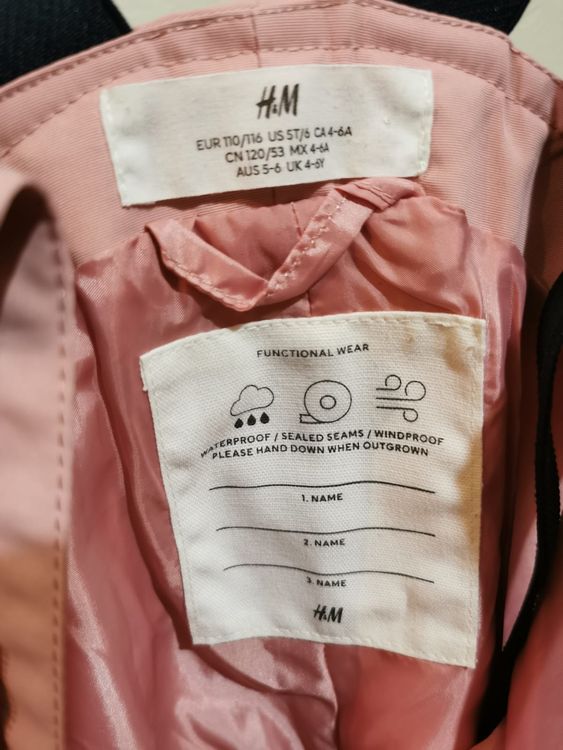 H&M
EUR 110/116 US 5T/6 CA 4-6A
CN 120/53 MX 4-6A
AUS 5-6 UK 4-6Y
FUNCTIONAL WEAR
WATERPROOF / SEALED SEAMS / WINDPROOF
PLEASE HAND DOWN WHEN OUTGROWN
1. NAME
2. NAME
3. NAME
H&M